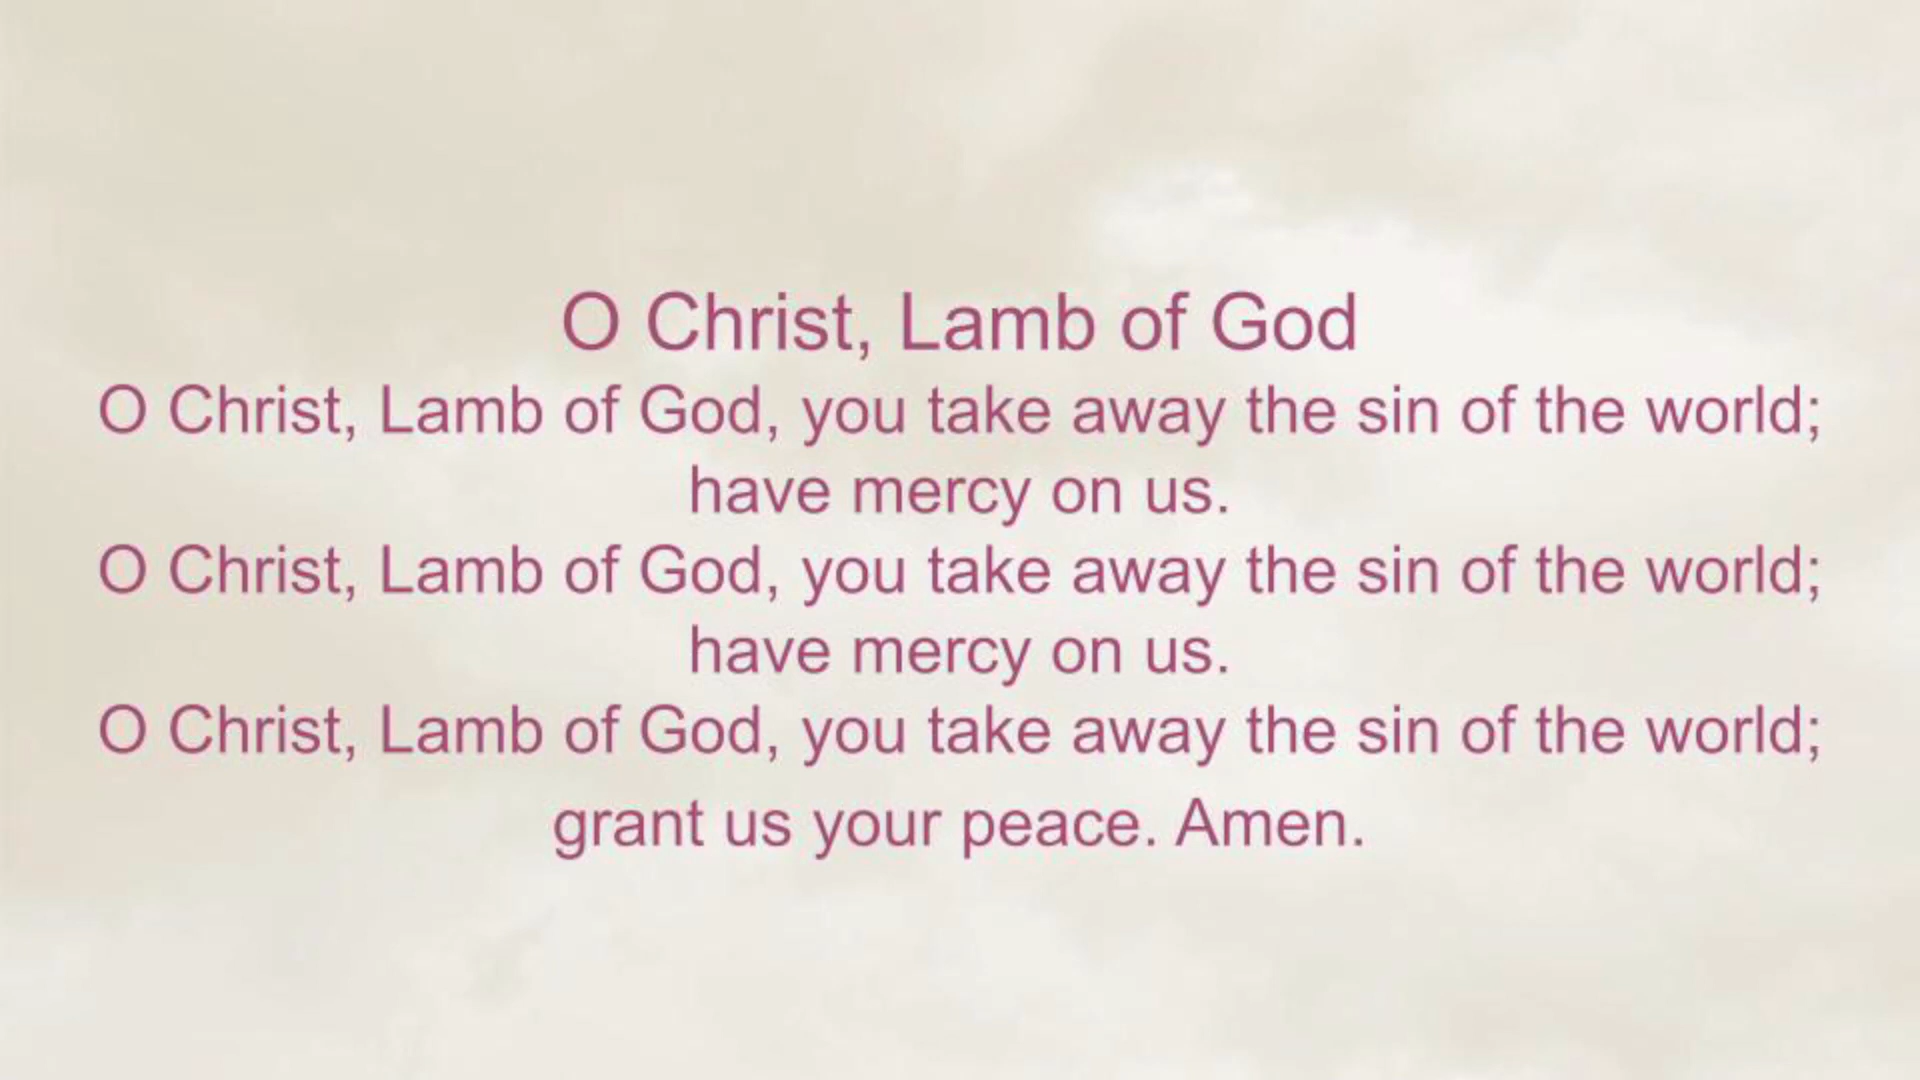 O Christ, Lamb of God
O Christ, Lamb of God, you take away the sin of the world;
have mercy on us.
O Christ, Lamb of God, you take away the sin of the world;
have mercy on us.
O Christ, Lamb of God, you take away the sin of the world;
grant us your peace. Amen.